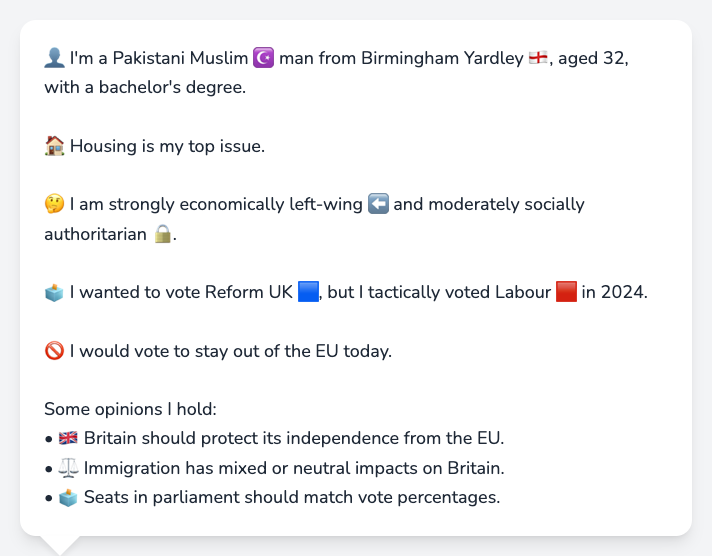 👤 I'm a Pakistani Muslim ☪️ man from Birmingham Yardley 🏴󠁧󠁢󠁥󠁮󠁧󠁿, aged 32,
with a bachelor's degree.
🏠 Housing is my top issue.
🤔 I am strongly economically left-wing ⬅️ and moderately socially
authoritarian 🔒.
🗳️ I wanted to vote Reform UK 🟦, but I tactically voted Labour 🟥 in 2024.
🚫 I would vote to stay out of the EU today.
Some opinions I hold:
• 🇬🇧 Britain should protect its independence from the EU.
• ⚖️ Immigration has mixed or neutral impacts on Britain.
• 🗳️ Seats in parliament should match vote percentages.